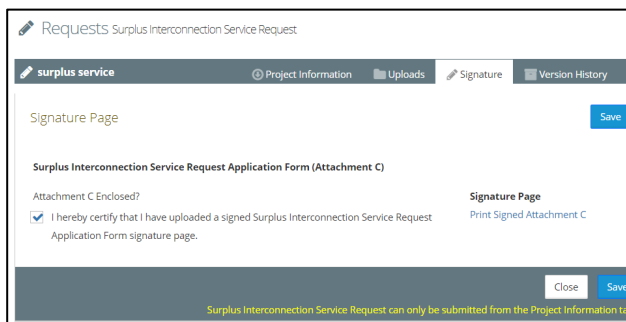 Requests Surplus Interconnection Service Request
surplus service
Project Information
Uploads
Signature
Version History
Signature Page
Save
Surplus Interconnection Service Request Application Form (Attachment C)
Attachment C Enclosed?
I hereby certify that I have uploaded a signed Surplus Interconnection Service Request
Application Form signature page.
Signature Page
Print Signed Attachment C
Close
Save
Surplus Interconnection Service Request can only be submitted from the Project Information ta